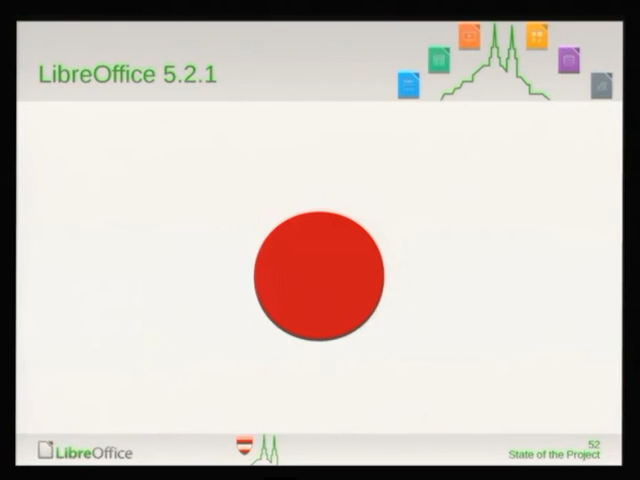 LibreOffice 5.2.1
LibreOffice
52
State of the Project